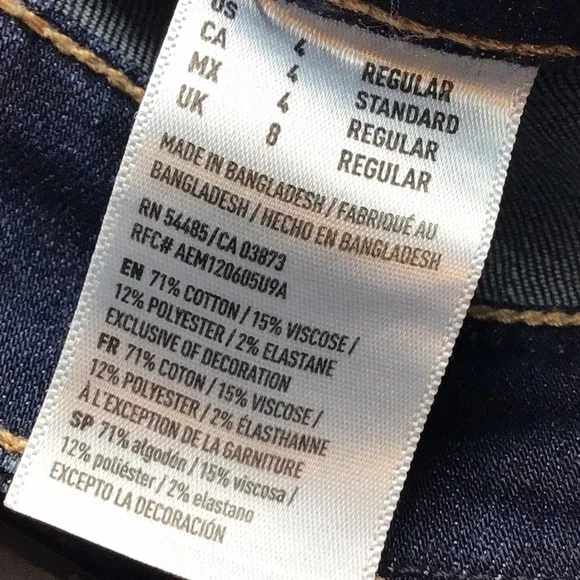 US 4 REGULAR
CA 4 STANDARD
MX 4 REGULAR
UK 8 REGULAR
MADE IN BANGLADESH / FABRIQUÉ AU
BANGLADESH / HECHO EN BANGLADESH
RN 54485 / CA 03873
RFC# AEM120605U9A
EN 71% COTTON / 15% VISCOSE /
12% POLYESTER / 2% ELASTANE
EXCLUSIVE OF DECORATION
FR 71% COTON / 15% VISCOSE /
12% POLYESTER / 2% ÉLASTHANNE
À L'EXCEPTION DE LA GARNITURE
SP 71% algodón / 15% viscosa /
12% poliéster / 2% elastano
EXCEPTO LA DECORACIÓN